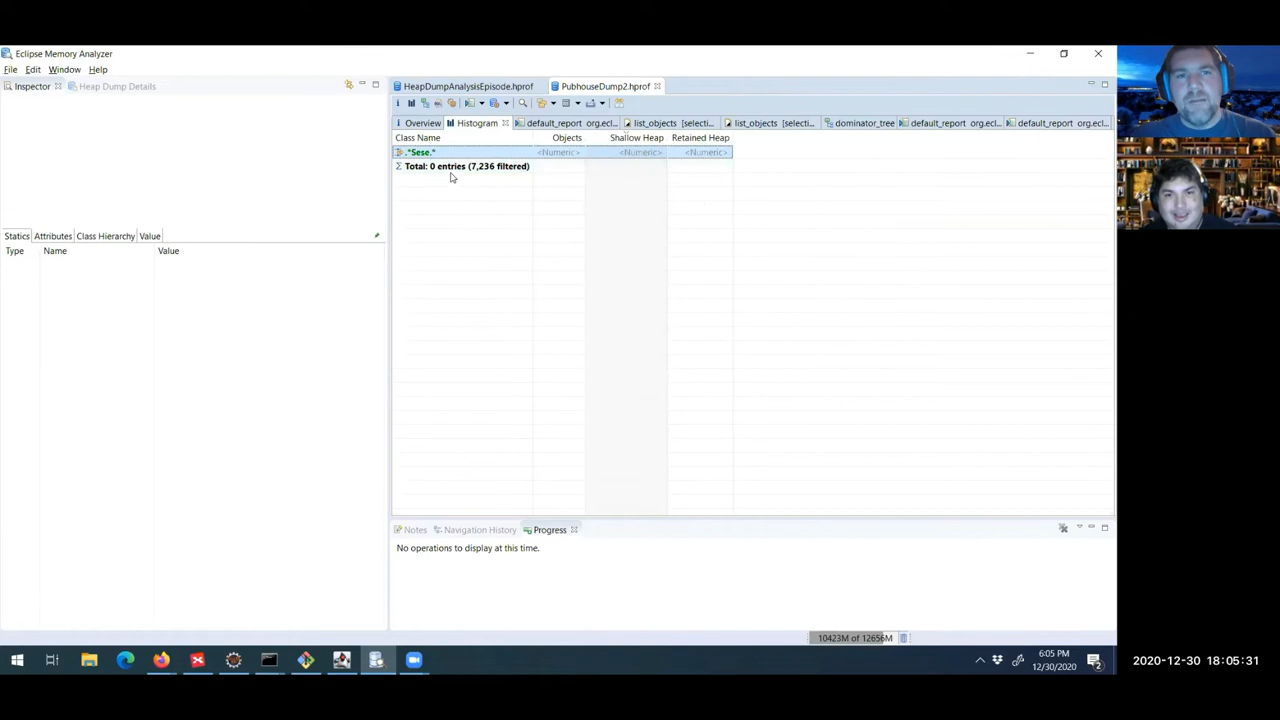 Eclipse Memory Analyzer
File Edit Window Help
Inspector Heap Dump Details
HeapDumpAnalysisEpisode.hprof PubhouseDump2.hprof
Overview Histogram default_report org.ecl... list_objects [selecti... list_objects [selecti... dominator_tree default_report org.ecl... default_report org.ecl...
Class Name Objects Shallow Heap Retained Heap
.*Sese.* <Numeric> <Numeric> <Numeric>
Total: 0 entries (7,236 filtered)
Statics Attributes Class Hierarchy Value
Type Name Value
Notes Navigation History Progress
No operations to display at this time.
10423M of 12656M
6:05 PM
12/30/2020
2
2020-12-30 18:05:31